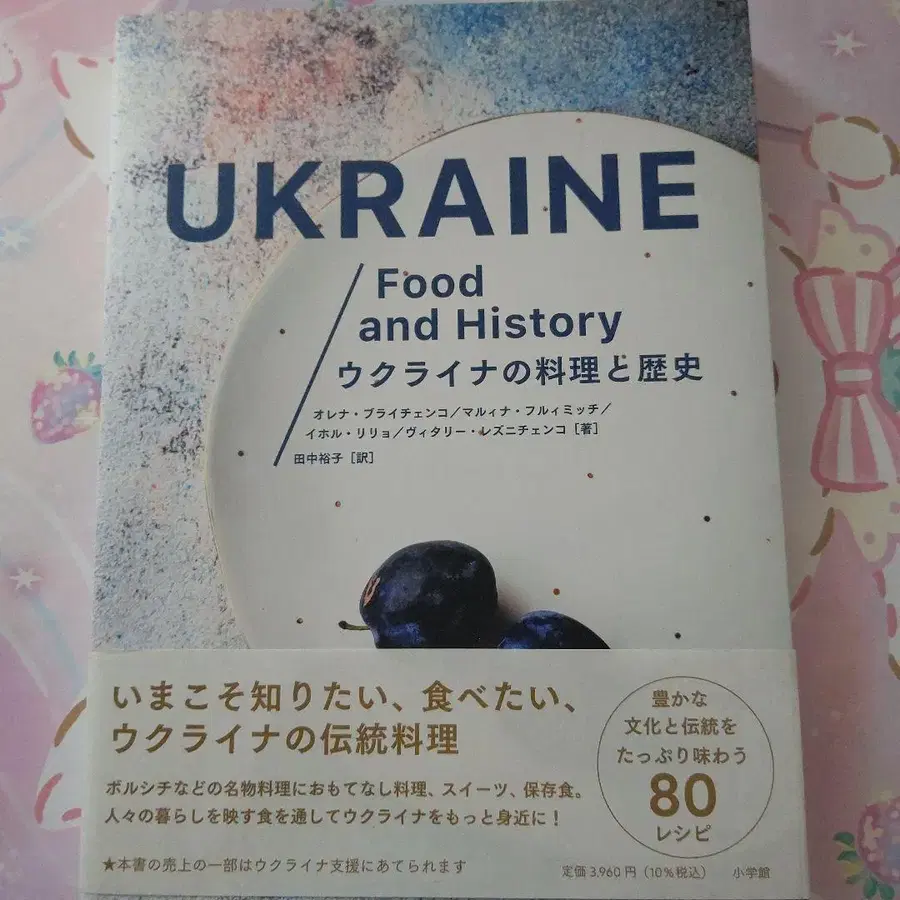 UKRAINE
Food
and History
ウクライナの料理と歴史
オレナ・ブライチェンコ／マルィナ・フルィミッチ／
イホル・リリョ／ヴィタリー・レズニチェンコ［著］
田中裕子［訳］
いまこそ知りたい、食べたい、
ウクライナの伝統料理
ボルシチなどの名物料理におもてなし料理、スイーツ、保存食。
人々の暮らしを映す食を通してウクライナをもっと身近に！
★本書の売上の一部はウクライナ支援にあてられます
豊かな
文化と伝統を
たっぷり味わう
80
レシピ
定価3,960円（10％税込） 小学館